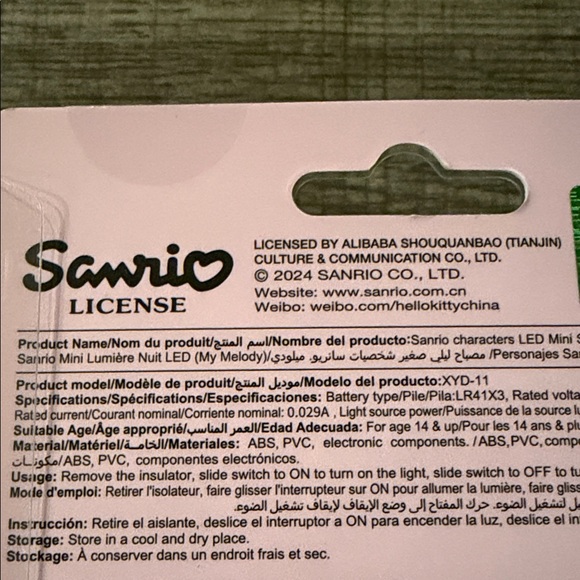 Sanrio
LICENSE
LICENSED BY ALIBABA SHOUQUANBAO (TIANJIN)
CULTURE & COMMUNICATION CO., LTD.
© 2024 SANRIO CO., LTD.
Website: www.sanrio.com.cn
Weibo: weibo.com/hellokittychina
Product Name/Nom du produit/اسم المنتج/Nombre del producto:Sanrio characters LED Mini
Sanrio Mini Lumière Nuit LED (My Melody)/مصباح ليلي صغير شخصيات سانريو. ميلودي/Personajes
Product model/Modèle de produit/موديل المنتج/Modelo del producto:XYD-11
Specifications/Spécifications/Especificaciones: Battery type/Pile/Pila:LR41X3, Rated
Rated current/Courant nominal/Corriente nominal: 0.029A , Light source power/Puissance de la source
Suitable Age/Âge approprié/العمر المناسب/Edad Adecuada: For age 14 & up/Pour les 14 ans &
Material/Matériel/الخامة/Materiales: ABS, PVC, electronic components. /ABS,PVC,
مكونات/ABS, PVC, componentes electrónicos.
Usage: Remove the insulator, slide switch to ON to turn on the light, slide switch to OFF to
Mode d'emploi: Retirer l'isolateur, faire glisser l'interrupteur sur ON pour allumer la lumière, faire
لتشغيل الضوء. حرك المفتاح إلى وضع الإيقاف لإيقاف تشغيل الضوء.
Instrucción: Retire el aislante, deslice el interruptor a ON para encender la luz, deslice el
Storage: Store in a cool and dry place.
Stockage: À conserver dans un endroit frais et sec.